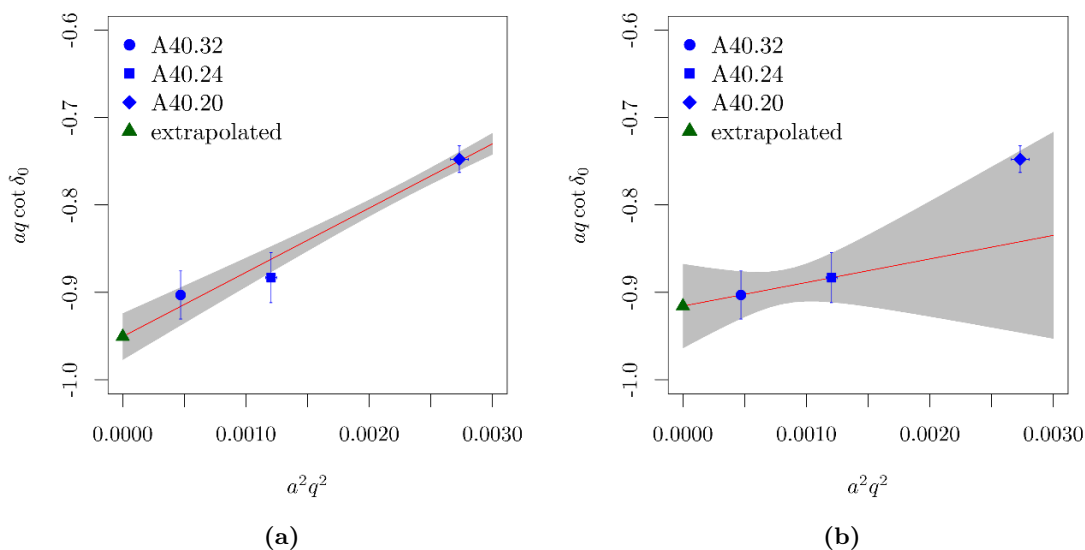 -0.6
-0.7
-0.8
-0.9
-1.0
aq cot δ₀
A40.32
A40.24
A40.20
extrapolated
0.0000
0.0010
0.0020
0.0030
a²q²
(a)
-0.6
-0.7
-0.8
-0.9
-1.0
aq cot δ₀
A40.32
A40.24
A40.20
extrapolated
0.0000
0.0010
0.0020
0.0030
a²q²
(b)